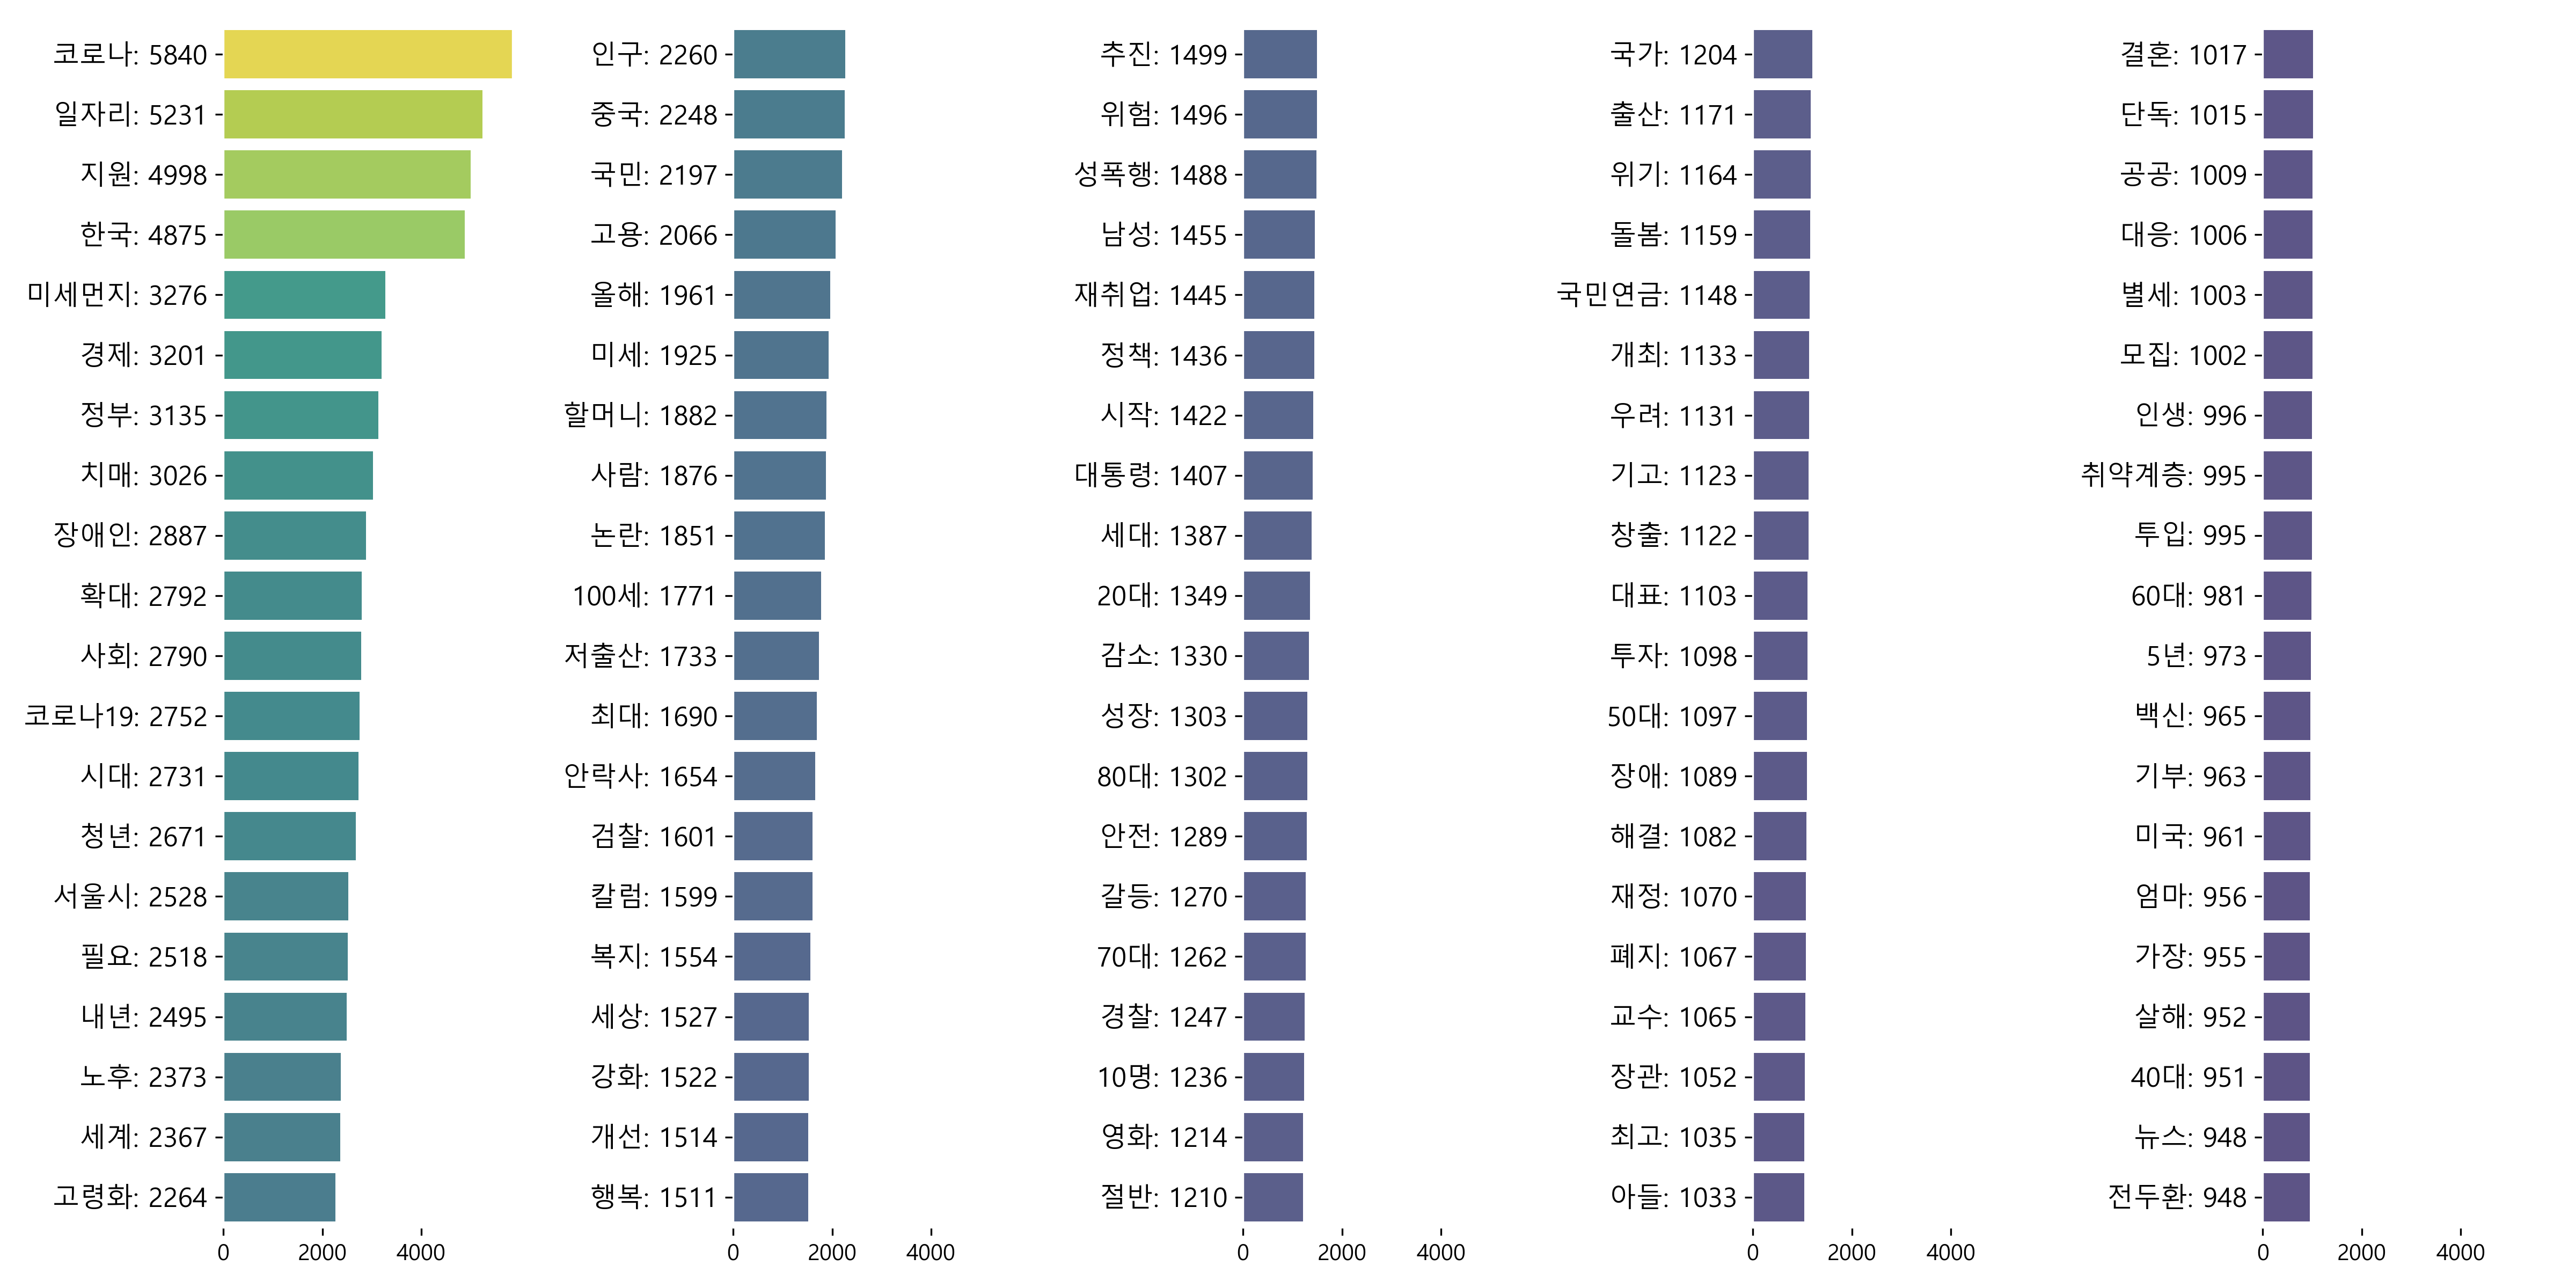 코로나: 5840
일자리: 5231
지원: 4998
한국: 4875
미세먼지: 3276
경제: 3201
정부: 3135
치매: 3026
장애인: 2887
확대: 2792
사회: 2790
코로나19: 2752
시대: 2731
청년: 2671
서울시: 2528
필요: 2518
내년: 2495
노후: 2373
세계: 2367
고령화: 2264
0 2000 4000
인구: 2260
중국: 2248
국민: 2197
고용: 2066
올해: 1961
미세: 1925
할머니: 1882
사람: 1876
논란: 1851
100세: 1771
저출산: 1733
최대: 1690
안락사: 1654
검찰: 1601
칼럼: 1599
복지: 1554
세상: 1527
강화: 1522
개선: 1514
행복: 1511
0 2000 4000
추진: 1499
위험: 1496
성폭행: 1488
남성: 1455
재취업: 1445
정책: 1436
시작: 1422
대통령: 1407
세대: 1387
20대: 1349
감소: 1330
성장: 1303
80대: 1302
안전: 1289
갈등: 1270
70대: 1262
경찰: 1247
10명: 1236
영화: 1214
절반: 1210
0 2000 4000
국가: 1204
출산: 1171
위기: 1164
돌봄: 1159
국민연금: 1148
개최: 1133
우려: 1131
기고: 1123
창출: 1122
대표: 1103
투자: 1098
50대: 1097
장애: 1089
해결: 1082
재정: 1070
폐지: 1067
교수: 1065
장관: 1052
최고: 1035
아들: 1033
0 2000 4000
결혼: 1017
단독: 1015
공공: 1009
대응: 1006
별세: 1003
모집: 1002
인생: 996
취약계층: 995
투입: 995
60대: 981
5년: 973
백신: 965
기부: 963
미국: 961
엄마: 956
가장: 955
살해: 952
40대: 951
뉴스: 948
전두환: 948
0 2000 4000